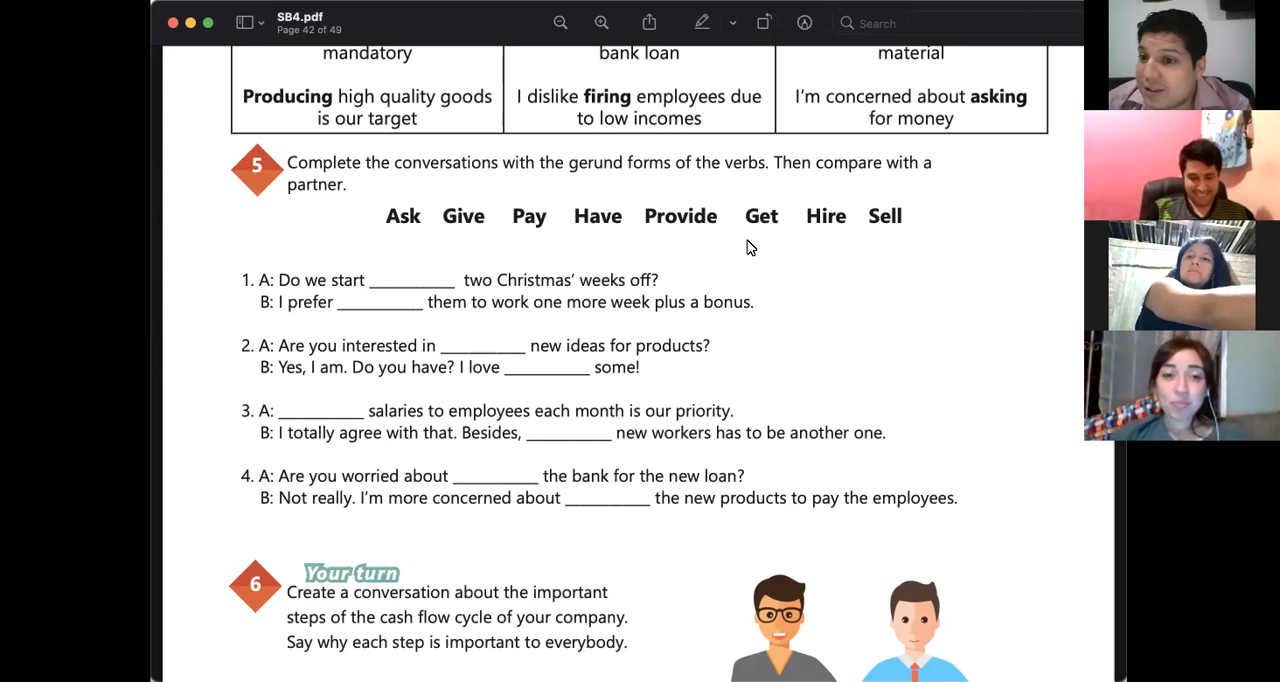 SB4.pdf
Page 42 of 49
Search
mandatory
bank loan
material
Producing high quality goods
is our target
I dislike firing employees due
to low incomes
I'm concerned about asking
for money
5
Complete the conversations with the gerund forms of the verbs. Then compare with a
partner.
Ask Give Pay Have Provide Get Hire Sell
1. A: Do we start __________ two Christmas' weeks off?
B: I prefer __________ them to work one more week plus a bonus.
2. A: Are you interested in __________ new ideas for products?
B: Yes, I am. Do you have? I love __________ some!
3. A: __________ salaries to employees each month is our priority.
B: I totally agree with that. Besides, __________ new workers has to be another one.
4. A: Are you worried about __________ the bank for the new loan?
B: Not really. I'm more concerned about __________ the new products to pay the employees.
6
Your turn
Create a conversation about the important
steps of the cash flow cycle of your company.
Say why each step is important to everybody.